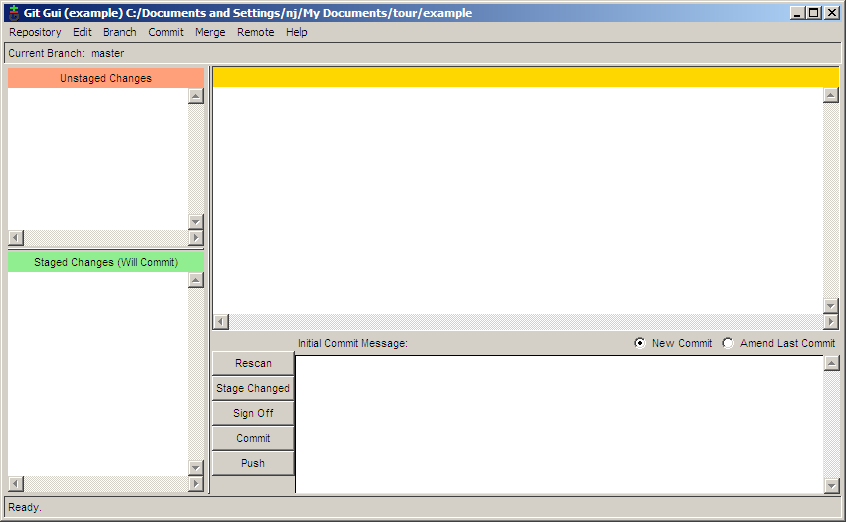 Git Gui (example) C:/Documents and Settings/nj/My Documents/tour/example
Repository Edit Branch Commit Merge Remote Help
Current Branch: master
Unstaged Changes
Staged Changes (Will Commit)
Initial Commit Message:
New Commit
Amend Last Commit
Rescan
Stage Changed
Sign Off
Commit
Push
Ready.